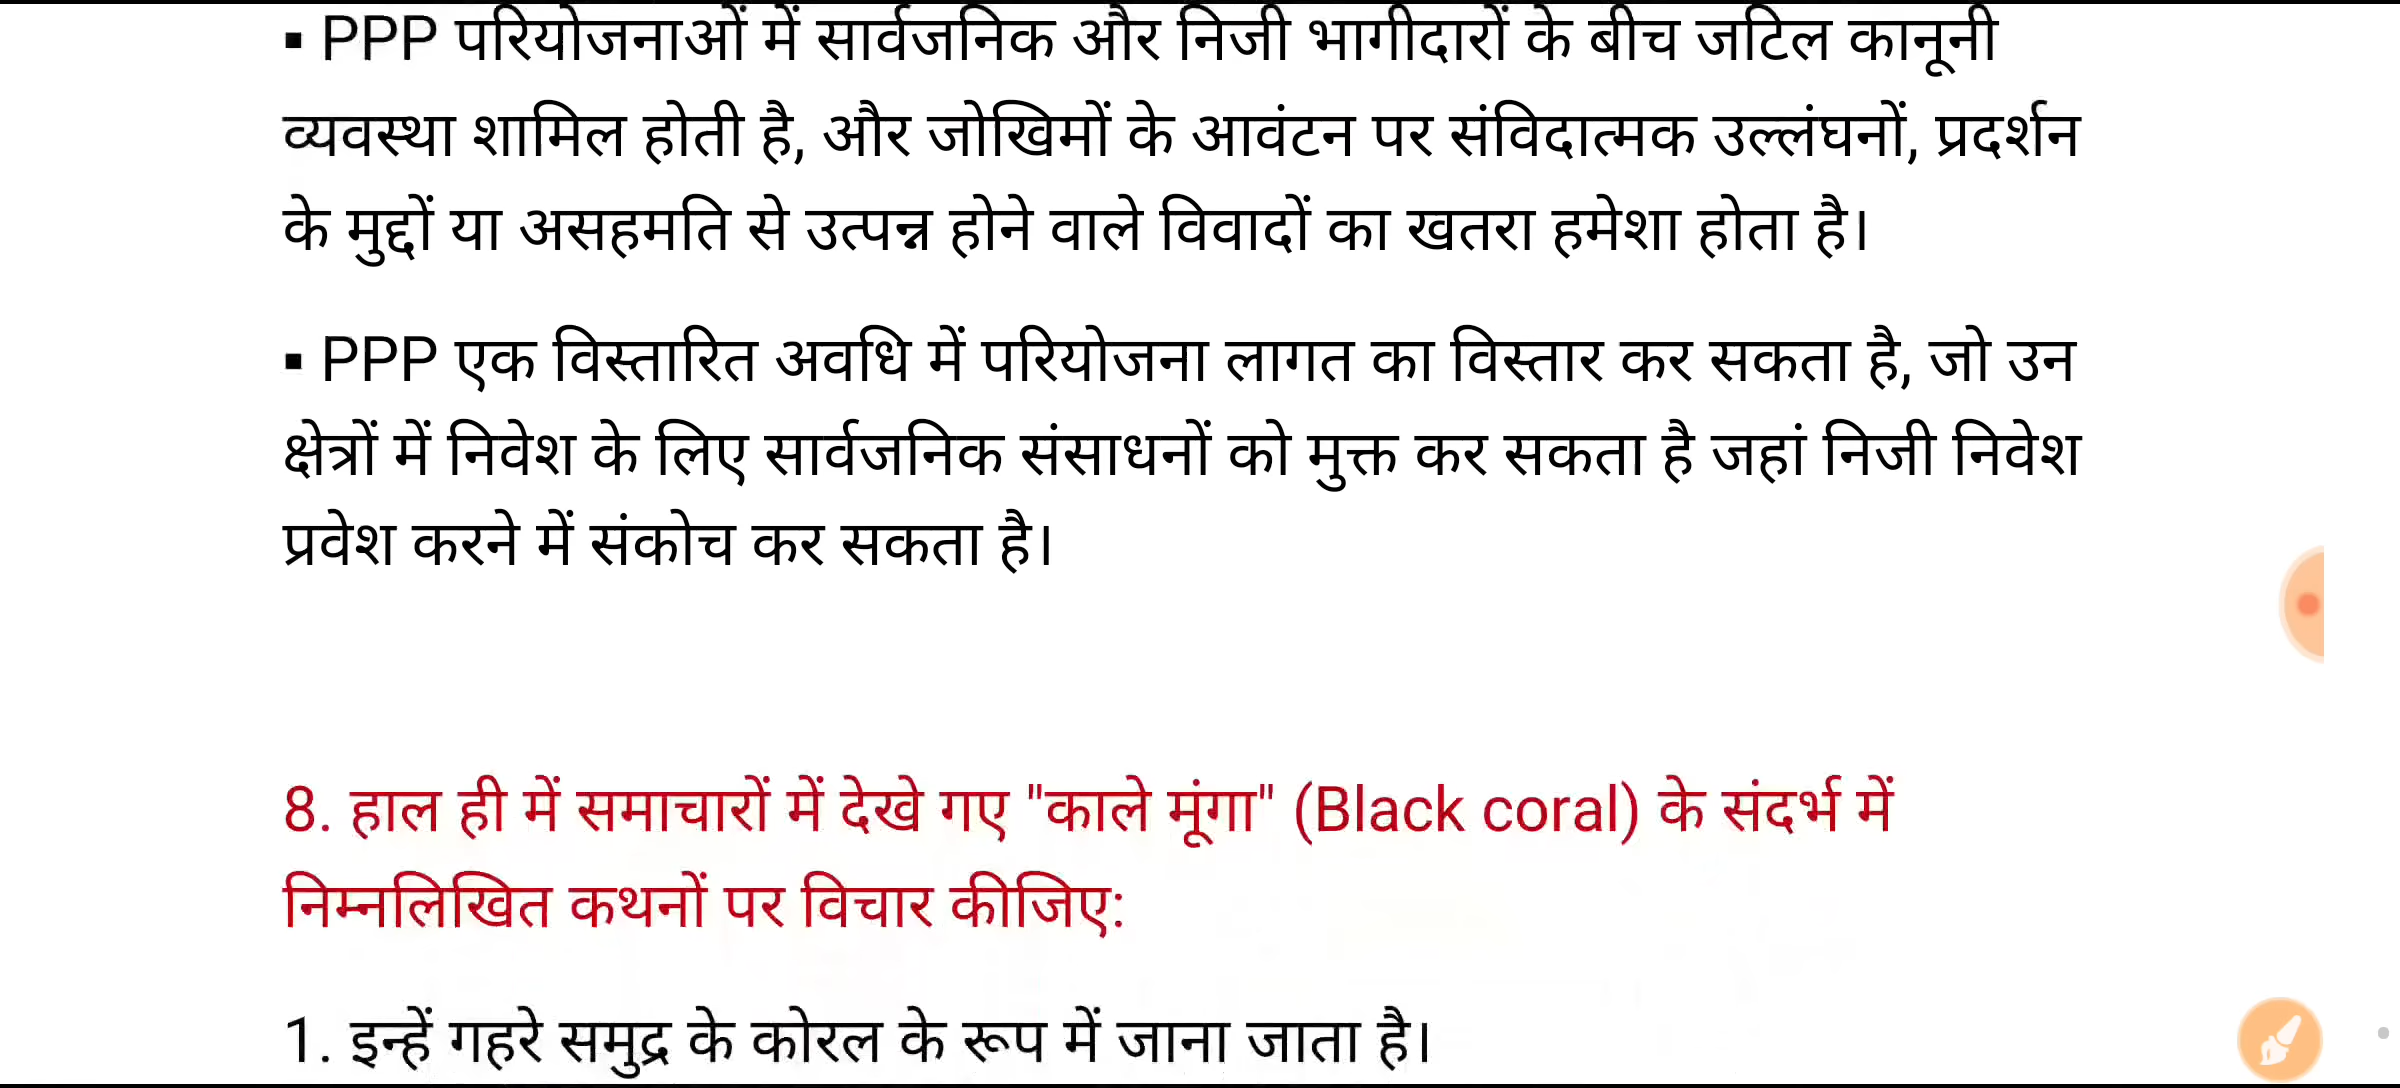 ▪ PPP परियोजनाओं में सार्वजनिक और निजी भागीदारों के बीच जटिल कानूनी
व्यवस्था शामिल होती है, और जोखिमों के आवंटन पर संविदात्मक उल्लंघनों, प्रदर्शन
के मुद्दों या असहमति से उत्पन्न होने वाले विवादों का खतरा हमेशा होता है।
▪ PPP एक विस्तारित अवधि में परियोजना लागत का विस्तार कर सकता है, जो उन
क्षेत्रों में निवेश के लिए सार्वजनिक संसाधनों को मुक्त कर सकता है जहां निजी निवेश
प्रवेश करने में संकोच कर सकता है।
8. हाल ही में समाचारों में देखे गए "काले मूंगा" (Black coral) के संदर्भ में
निम्नलिखित कथनों पर विचार कीजिए:
1. इन्हें गहरे समुद्र के कोरल के रूप में जाना जाता है।